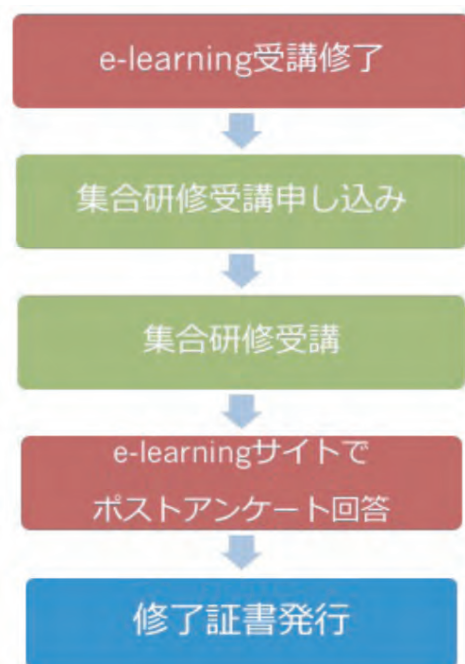 e-learning受講修了
集合研修受講申し込み
集合研修受講
e-learningサイトで
ポストアンケート回答
修了証書発行